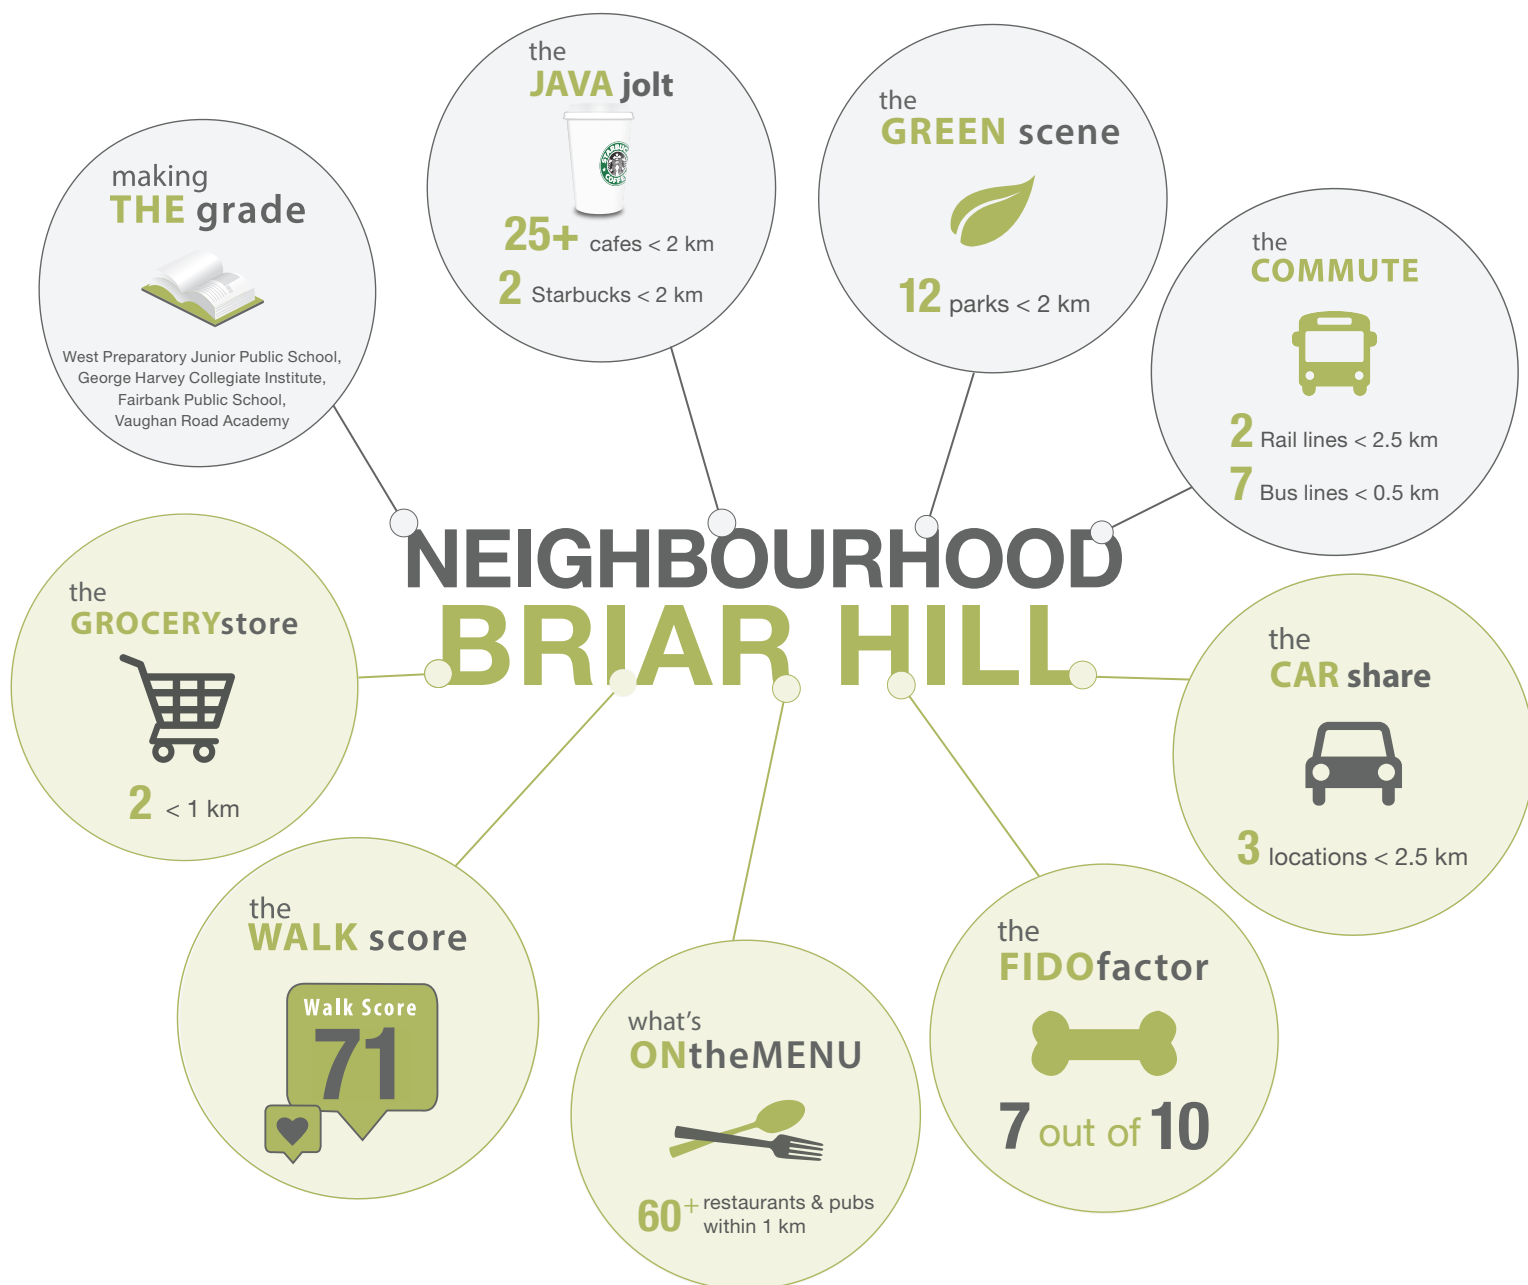 the
JAVA jolt
STARBUCKS
COFFEE
25+ cafes < 2 km
2 Starbucks < 2 km
the
GREEN scene
12 parks < 2 km
making
THE grade
West Preparatory Junior Public School,
George Harvey Collegiate Institute,
Fairbank Public School,
Vaughan Road Academy
the
COMMUTE
2 Rail lines < 2.5 km
7 Bus lines < 0.5 km
NEIGHBOURHOOD
BRIAR HILL
the
GROCERYstore
2 < 1 km
the
CAR share
3 locations < 2.5 km
the
WALK score
Walk Score
71
what's
ONtheMENU
60+ restaurants & pubs
within 1 km
the
FIDOfactor
7 out of 10